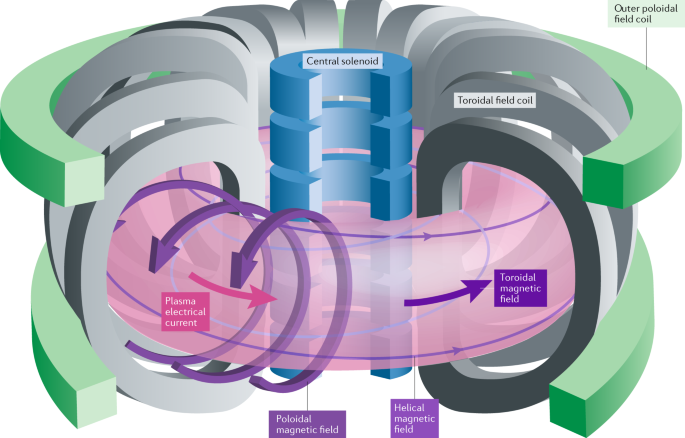 Outer poloidal
field coil
Central solenoid
Toroidal field coil
Plasma
electrical
current
Toroidal
magnetic
field
Poloidal
magnetic field
Helical
magnetic
field